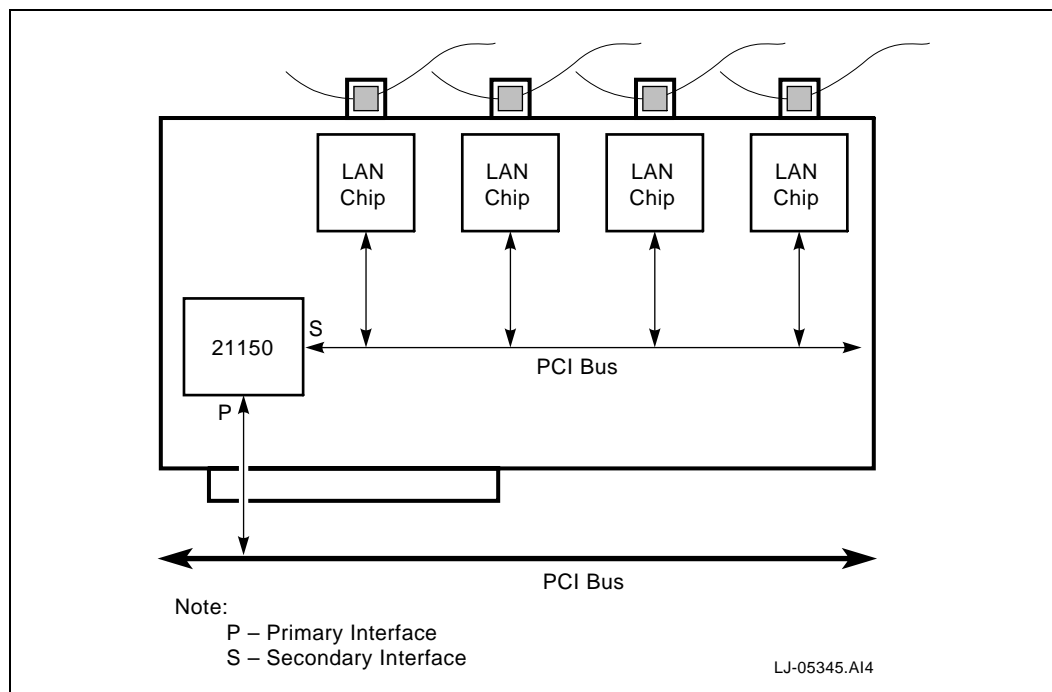 LAN
Chip
LAN
Chip
LAN
Chip
LAN
Chip
21150
S
PCI Bus
P
PCI Bus
Note:
P – Primary Interface
S – Secondary Interface
LJ-05345.AI4